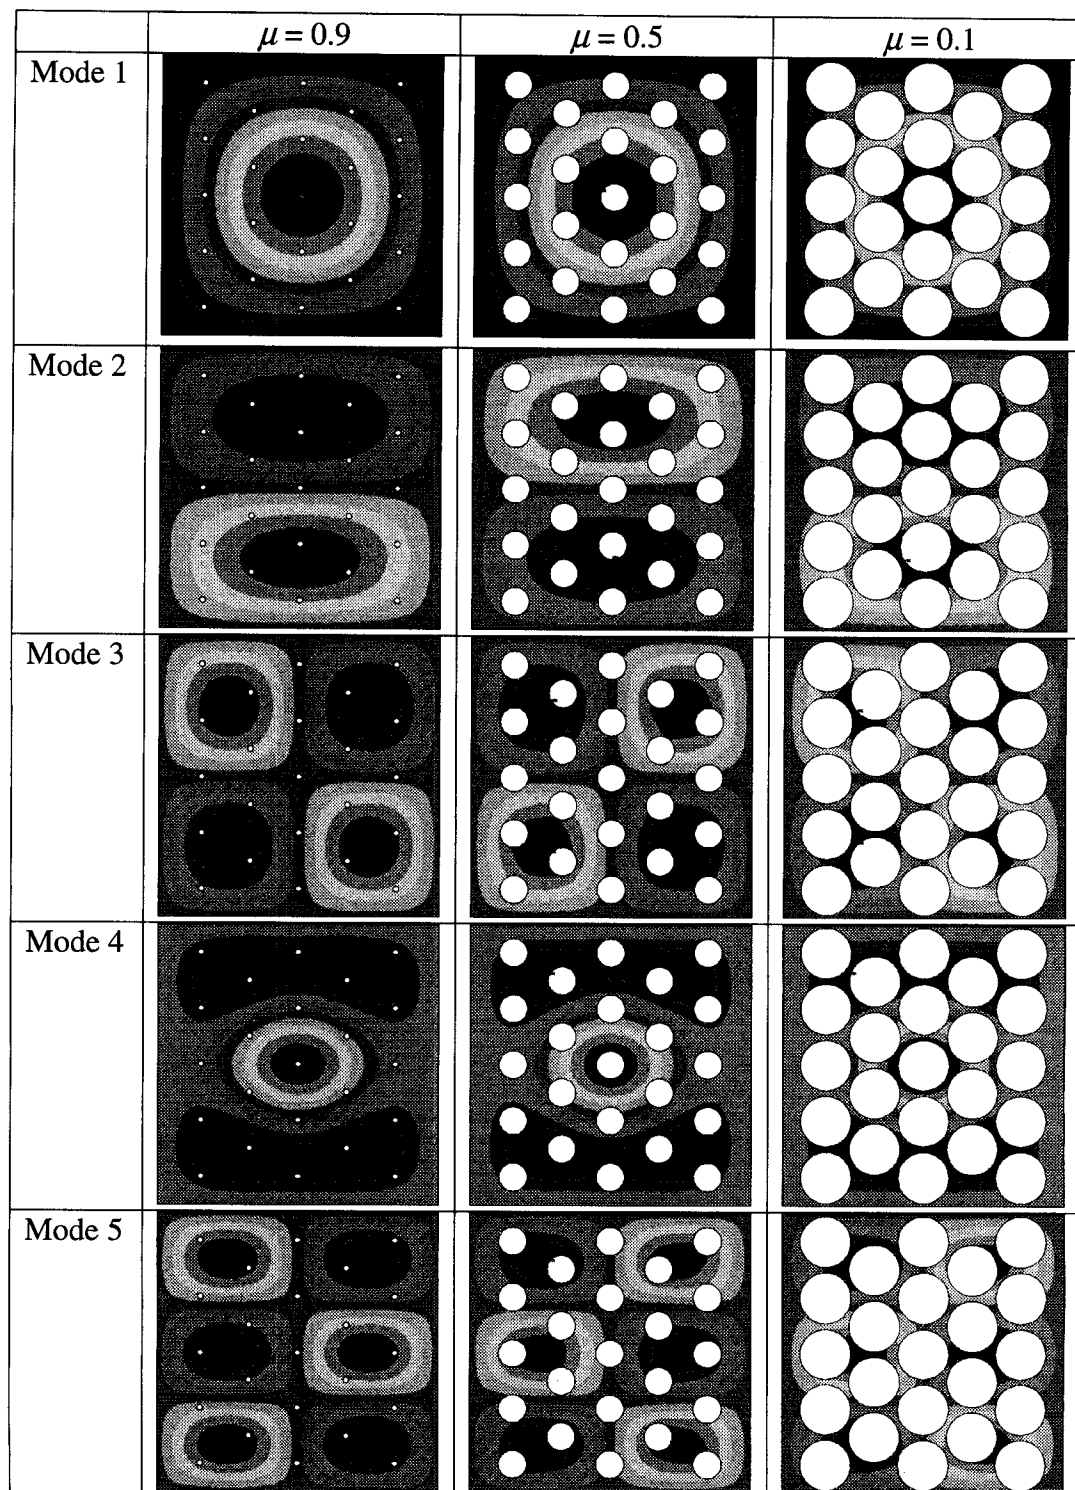 μ = 0.9 μ = 0.5 μ = 0.1
Mode 1
Mode 2
Mode 3
Mode 4
Mode 5